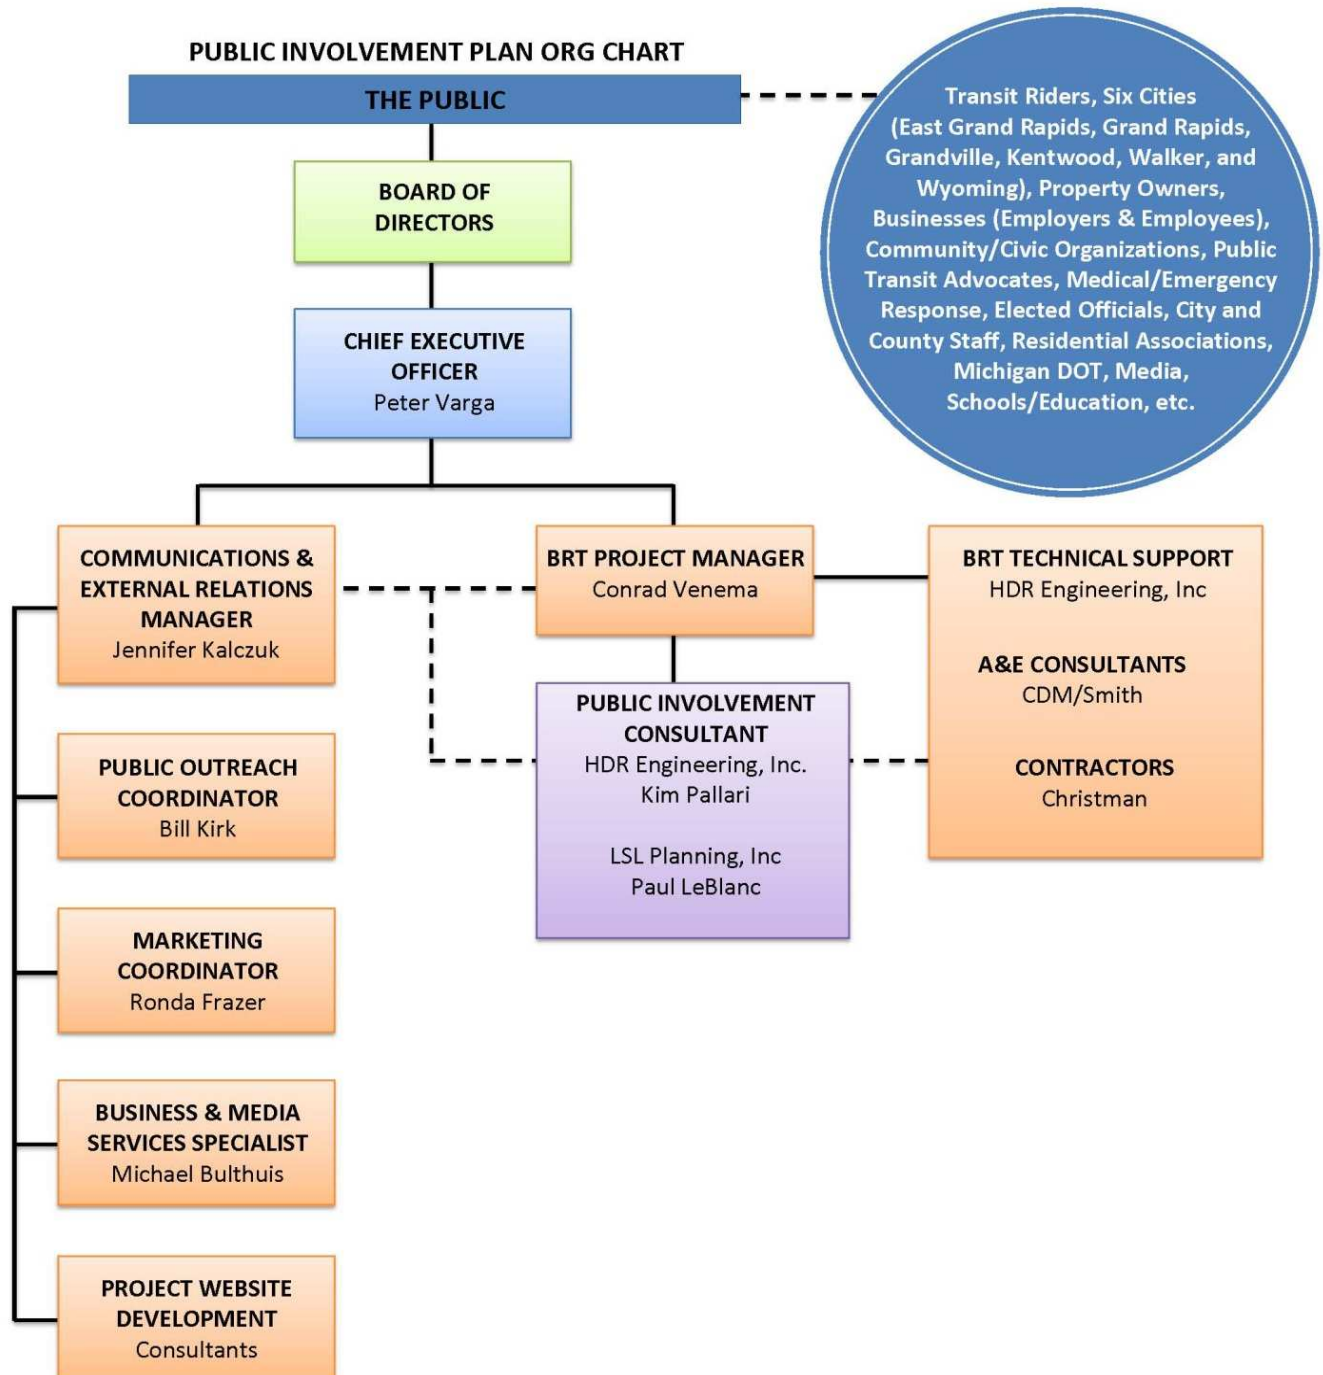 PUBLIC INVOLVEMENT PLAN ORG CHART
THE PUBLIC
Transit Riders, Six Cities
(East Grand Rapids, Grand Rapids,
Grandville, Kentwood, Walker, and
Wyoming), Property Owners,
Businesses (Employers & Employees),
Community/Civic Organizations, Public
Transit Advocates, Medical/Emergency
Response, Elected Officials, City and
County Staff, Residential Associations,
Michigan DOT, Media,
Schools/Education, etc.
BOARD OF
DIRECTORS
CHIEF EXECUTIVE
OFFICER
Peter Varga
COMMUNICATIONS &
EXTERNAL RELATIONS
MANAGER
Jennifer Kalczuk
BRT PROJECT MANAGER
Conrad Venema
BRT TECHNICAL SUPPORT
HDR Engineering, Inc
A&E CONSULTANTS
CDM/Smith
CONTRACTORS
Christman
PUBLIC INVOLVEMENT
CONSULTANT
HDR Engineering, Inc.
Kim Pallari
LSL Planning, Inc
Paul LeBlanc
PUBLIC OUTREACH
COORDINATOR
Bill Kirk
MARKETING
COORDINATOR
Ronda Frazer
BUSINESS & MEDIA
SERVICES SPECIALIST
Michael Bulthuis
PROJECT WEBSITE
DEVELOPMENT
Consultants